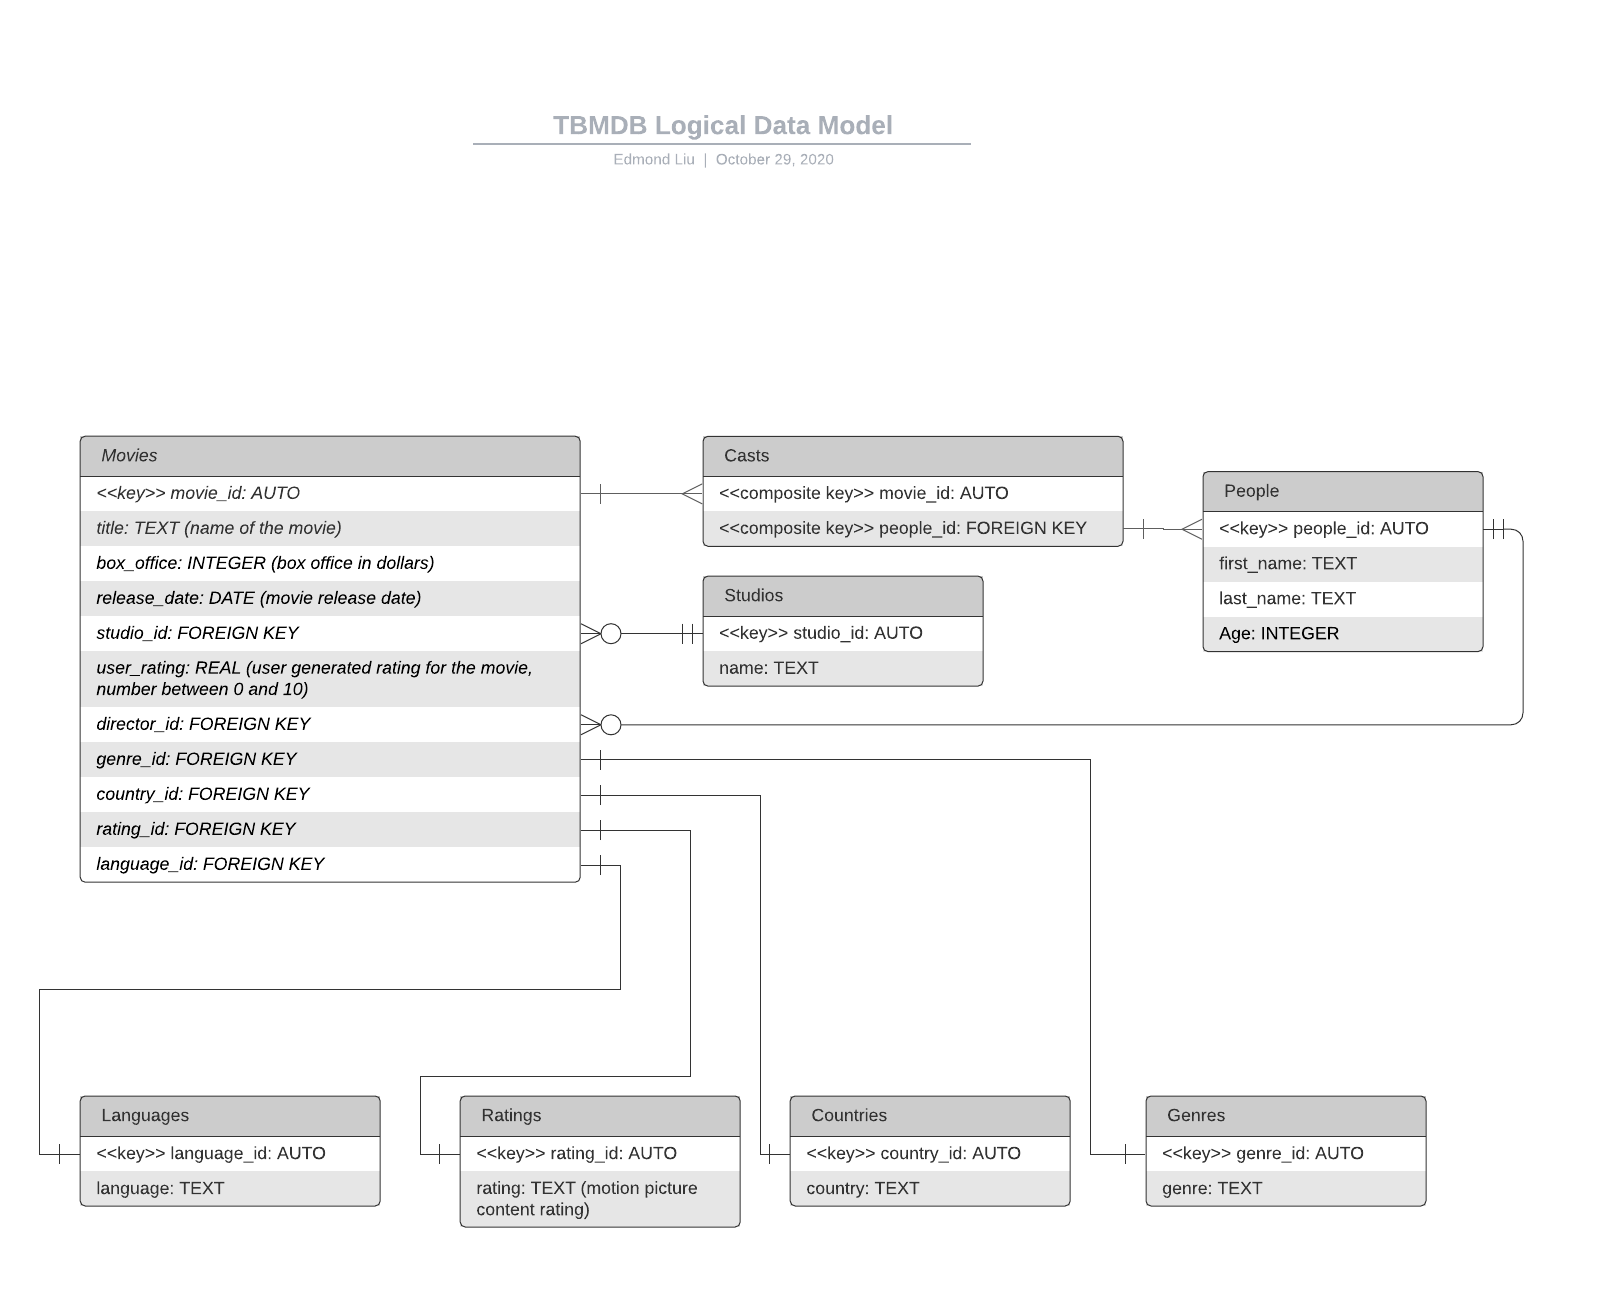 TBMDB Logical Data Model
Edmond Liu | October 29, 2020
Movies
<<key>> movie_id: AUTO
title: TEXT (name of the movie)
box_office: INTEGER (box office in dollars)
release_date: DATE (movie release date)
studio_id: FOREIGN KEY
user_rating: REAL (user generated rating for the movie,
number between 0 and 10)
director_id: FOREIGN KEY
genre_id: FOREIGN KEY
country_id: FOREIGN KEY
rating_id: FOREIGN KEY
language_id: FOREIGN KEY
Casts
<<composite key>> movie_id: AUTO
<<composite key>> people_id: FOREIGN KEY
Studios
<<key>> studio_id: AUTO
name: TEXT
People
<<key>> people_id: AUTO
first_name: TEXT
last_name: TEXT
Age: INTEGER
Languages
<<key>> language_id: AUTO
language: TEXT
Ratings
<<key>> rating_id: AUTO
rating: TEXT (motion picture
content rating)
Countries
<<key>> country_id: AUTO
country: TEXT
Genres
<<key>> genre_id: AUTO
genre: TEXT